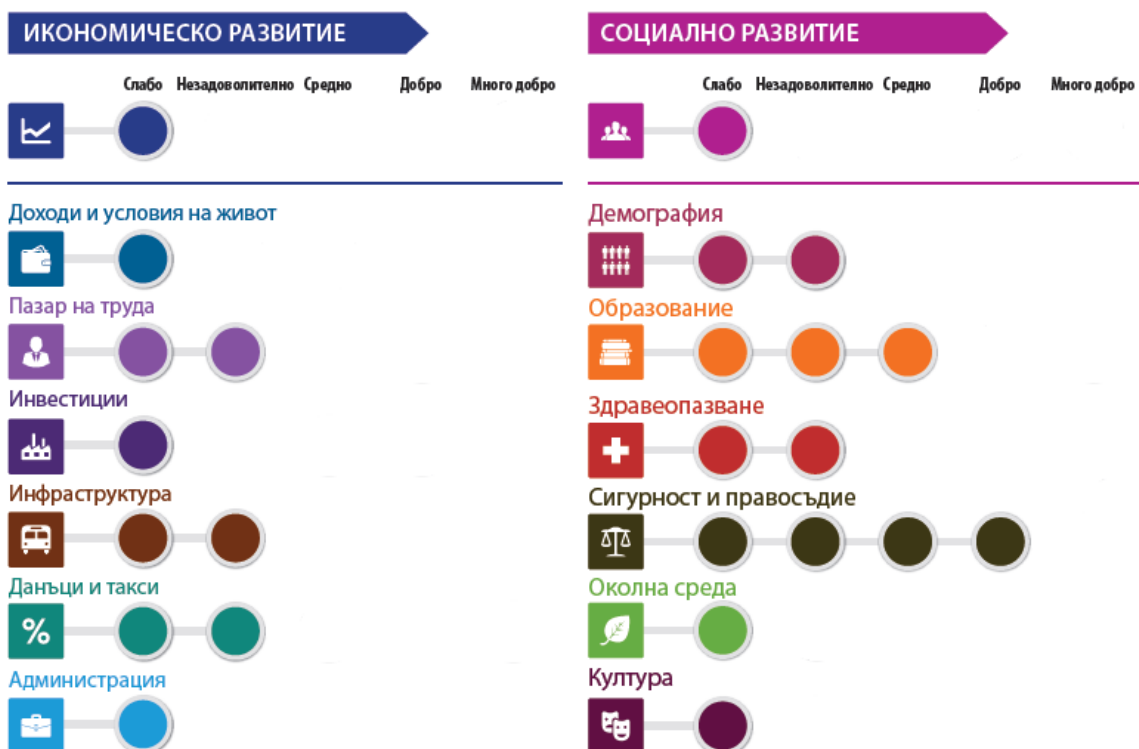 ИКОНОМИЧЕСКО РАЗВИТИЕ
Слабо Незадоволително Средно Добро Много добро
Доходи и условия на живот
Пазар на труда
Инвестиции
Инфраструктура
Данъци и такси
%
Администрация
СОЦИАЛНО РАЗВИТИЕ
Слабо Незадоволително Средно Добро Много добро
Демография
Образование
Здравеопазване
Сигурност и правосъдие
Околна среда
Култура